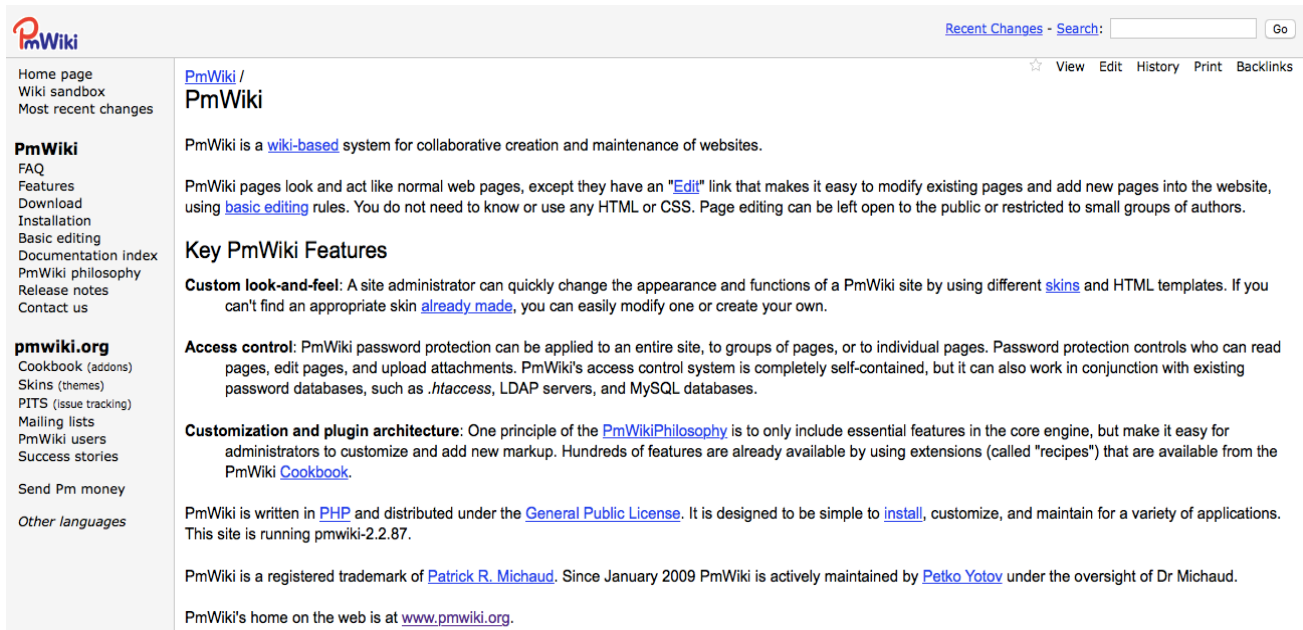 PmWiki
Recent Changes - Search: Go
View Edit History Print Backlinks
Home page
Wiki sandbox
Most recent changes
PmWiki
FAQ
Features
Download
Installation
Basic editing
Documentation index
PmWiki philosophy
Release notes
Contact us
pmwiki.org
Cookbook (addons)
Skins (themes)
PITS (issue tracking)
Mailing lists
PmWiki users
Success stories
Send Pm money
Other languages
PmWiki /
PmWiki
PmWiki is a wiki-based system for collaborative creation and maintenance of websites.
PmWiki pages look and act like normal web pages, except they have an "Edit" link that makes it easy to modify existing pages and add new pages into the website,
using basic editing rules. You do not need to know or use any HTML or CSS. Page editing can be left open to the public or restricted to small groups of authors.
Key PmWiki Features
Custom look-and-feel: A site administrator can quickly change the appearance and functions of a PmWiki site by using different skins and HTML templates. If you
can't find an appropriate skin already made, you can easily modify one or create your own.
Access control: PmWiki password protection can be applied to an entire site, to groups of pages, or to individual pages. Password protection controls who can read
pages, edit pages, and upload attachments. PmWiki's access control system is completely self-contained, but it can also work in conjunction with existing
password databases, such as .htaccess, LDAP servers, and MySQL databases.
Customization and plugin architecture: One principle of the PmWikiPhilosophy is to only include essential features in the core engine, but make it easy for
administrators to customize and add new markup. Hundreds of features are already available by using extensions (called "recipes") that are available from the
PmWiki Cookbook.
PmWiki is written in PHP and distributed under the General Public License. It is designed to be simple to install, customize, and maintain for a variety of applications.
This site is running pmwiki-2.2.87.
PmWiki is a registered trademark of Patrick R. Michaud. Since January 2009 PmWiki is actively maintained by Petko Yotov under the oversight of Dr Michaud.
PmWiki's home on the web is at www.pmwiki.org.